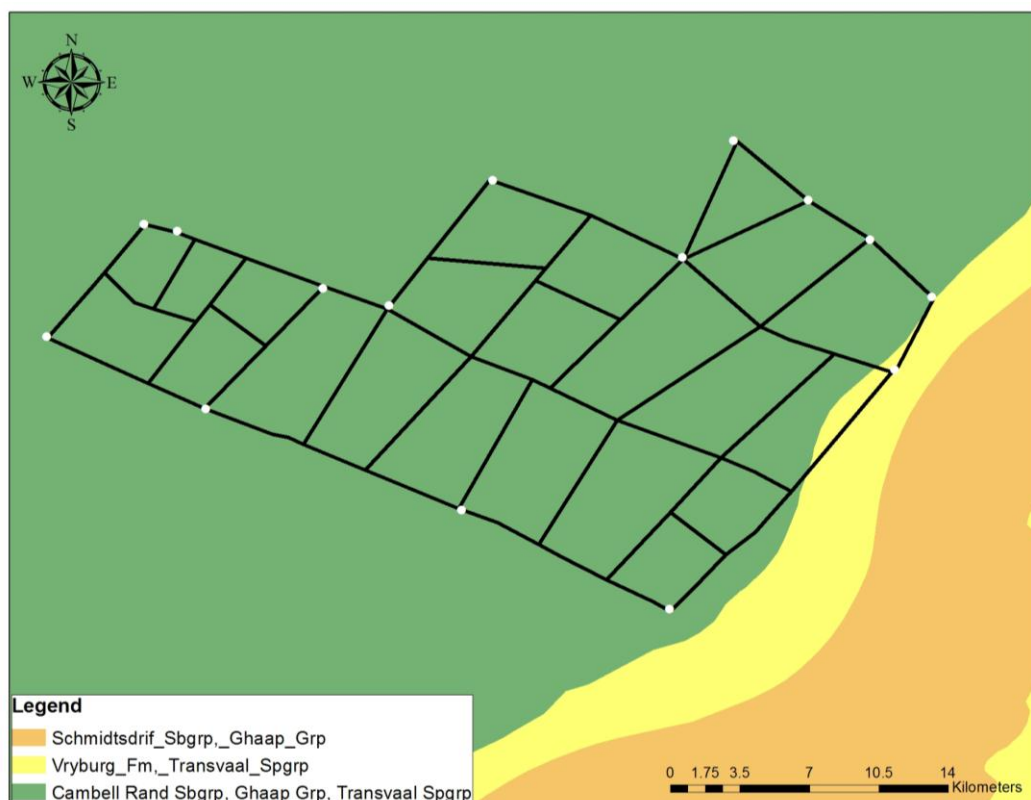 N
W E
S
Legend
Schmidtsdrif_Sbgrp,_Ghaap_Grp
Vryburg_Fm,_Transvaal_Spgrp
Cambell Rand Sbgrp, Ghaap Grp, Transvaal Spgrp
0 1.75 3.5 7 10.5 14
Kilometers